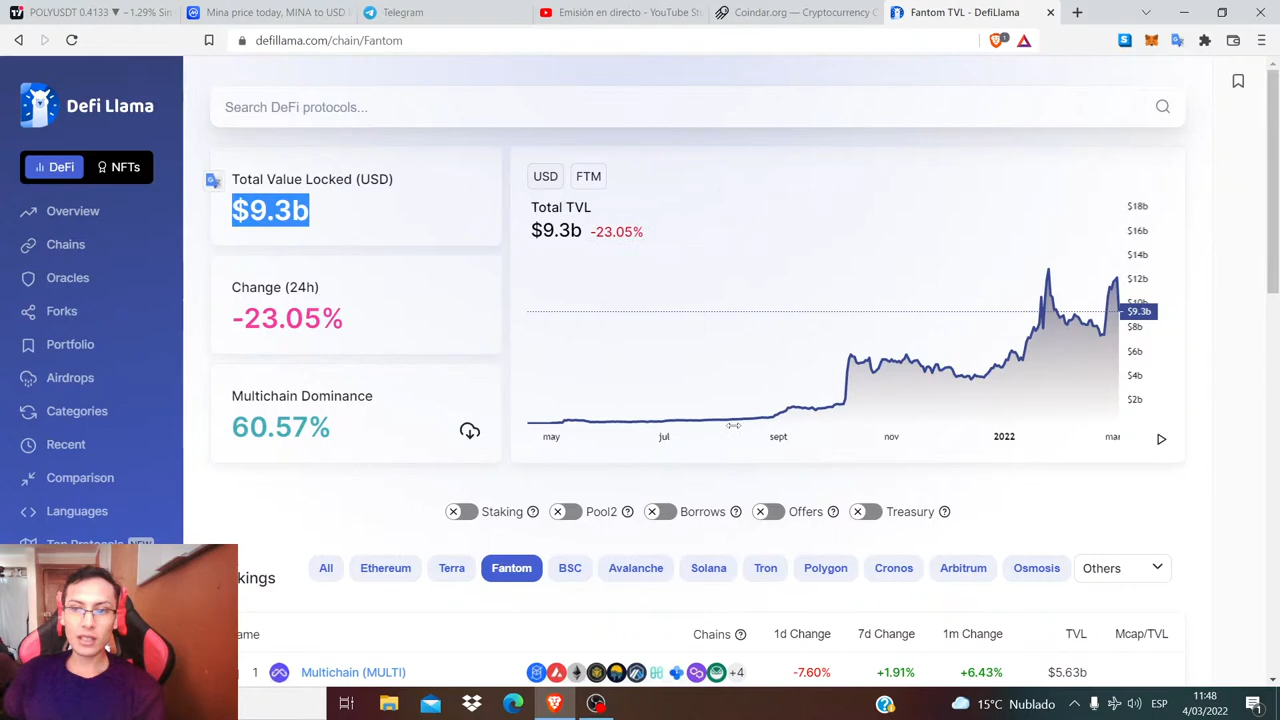 POLYUSDT 0.4133 ▼ −1.29% Sin
Mina price today, MINA to USD l
Telegram
Emisión en directo - YouTube St
Coindar.org — Cryptocurrency C
Fantom TVL - DefiLlama
defillama.com/chain/Fantom
1
Defi Llama
DeFi
NFTs
Overview
Chains
Oracles
Forks
Portfolio
Airdrops
Categories
Recent
Comparison
Languages
Search DeFi protocols...
Total Value Locked (USD)
$9.3b
Change (24h)
-23.05%
Multichain Dominance
60.57%
USD FTM
Total TVL
$9.3b -23.05%
$18b
$16b
$14b
$12b
$9.3b
$8b
$6b
$4b
$2b
may jul sept nov 2022 mar
Staking Pool2 Borrows Offers Treasury
All Ethereum Terra Fantom BSC Avalanche Solana Tron Polygon Cronos Arbitrum Osmosis Others
kings
ame Chains 1d Change 7d Change 1m Change TVL Mcap/TVL
1 Multichain (MULTI) +4 -7.60% +1.91% +6.43% $5.63b
15°C Nublado
ESP
11:48
4/03/2022
1